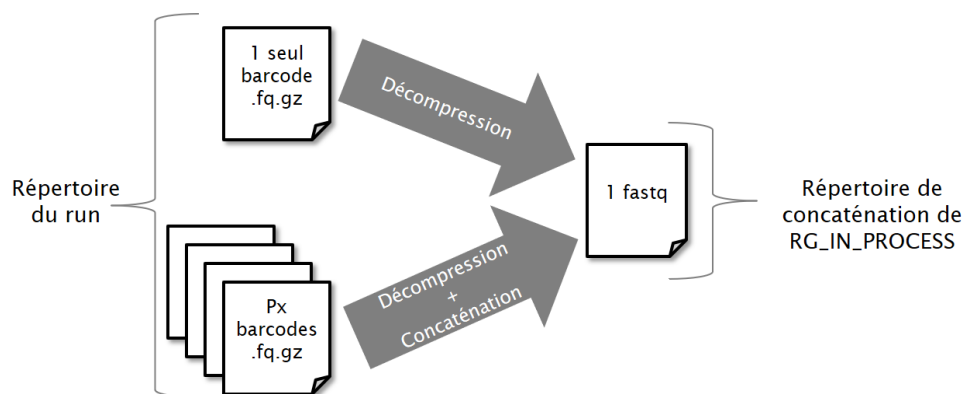 1 seul
barcode
.fq.gz
Décompression
Répertoire
du run
1 fastq
Répertoire de
concaténation de
RG_IN_PROCESS
Px
barcodes
.fq.gz
Décompression
+
Concaténation